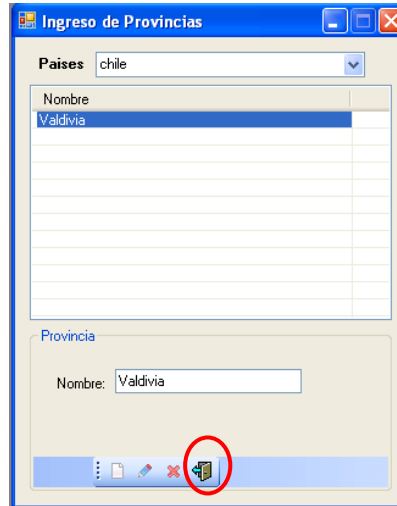 Ingreso de Provincias
Paises chile
Nombre
Valdivia
Provincia
Nombre: Valdivia